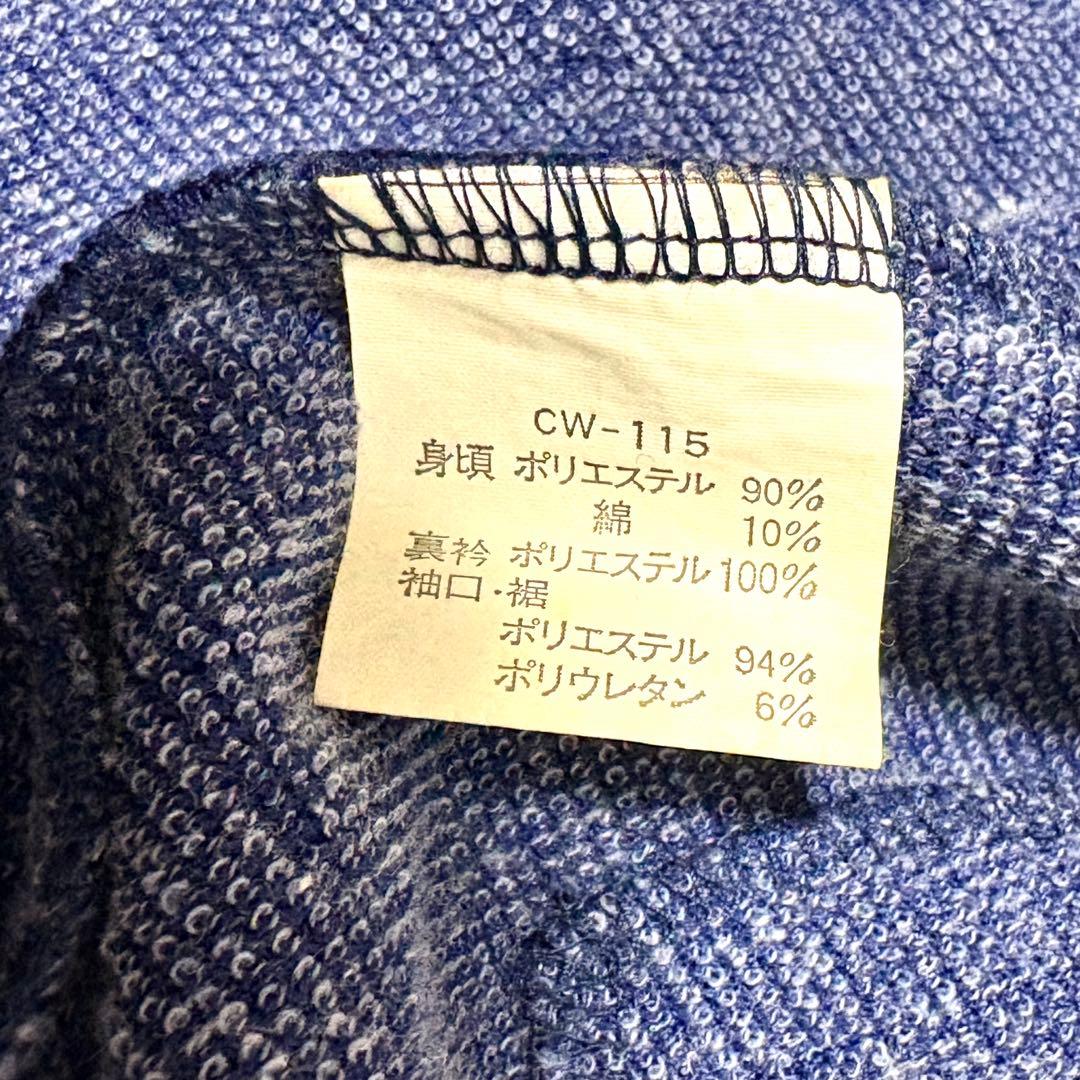 CW-115
身頃 ポリエステル 90%
綿 10%
裏衿 ポリエステル 100%
袖口・裾
ポリエステル 94%
ポリウレタン 6%